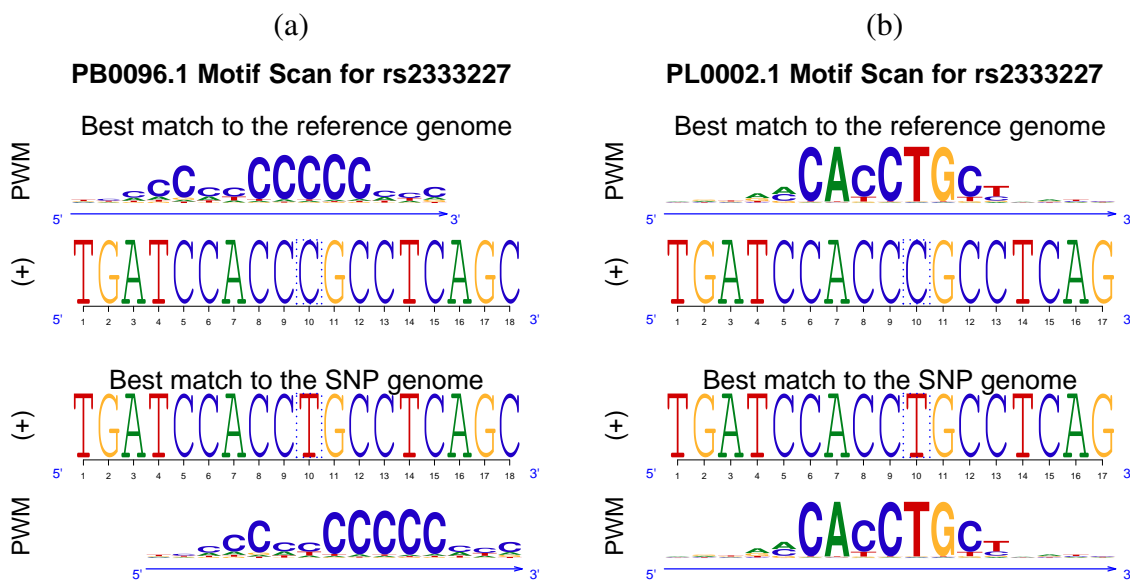 (a)
PB0096.1 Motif Scan for rs2333227
Best match to the reference genome
PWM
CCCCCCCCCCCCC
5' 3'
(+)
TGATCCACCCGCCTCAGC
5' 1 2 3 4 5 6 7 8 9 10 11 12 13 14 15 16 17 18 3'
Best match to the SNP genome
(+)
TGATCCACCTGCCTCAGC
5' 1 2 3 4 5 6 7 8 9 10 11 12 13 14 15 16 17 18 3'
PWM
CCCCCCCCCCCCC
5' 3'
(b)
PL0002.1 Motif Scan for rs2333227
Best match to the reference genome
PWM
AACACCTGCT
5' 3'
(+)
TGATCCACCCGCCTCAG
5' 1 2 3 4 5 6 7 8 9 10 11 12 13 14 15 16 17 3'
Best match to the SNP genome
(+)
TGATCCACCTGCCTCAG
5' 1 2 3 4 5 6 7 8 9 10 11 12 13 14 15 16 17 3'
PWM
AACACCTGCT
5' 3'